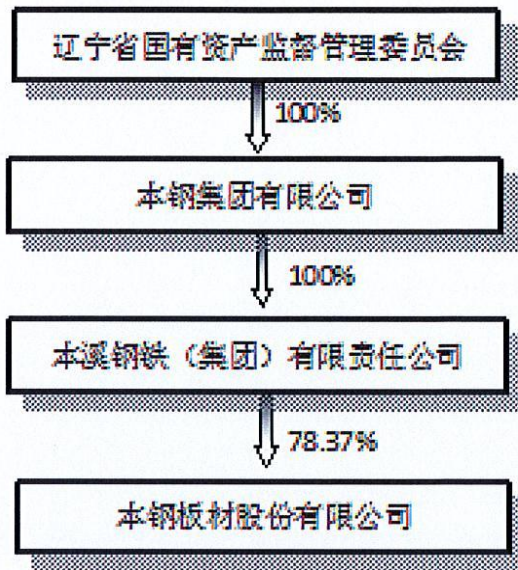 辽宁省国有资产监督管理委员会
100%
本钢集团有限公司
100%
本溪钢铁（集团）有限责任公司
78.37%
本钢板材股份有限公司